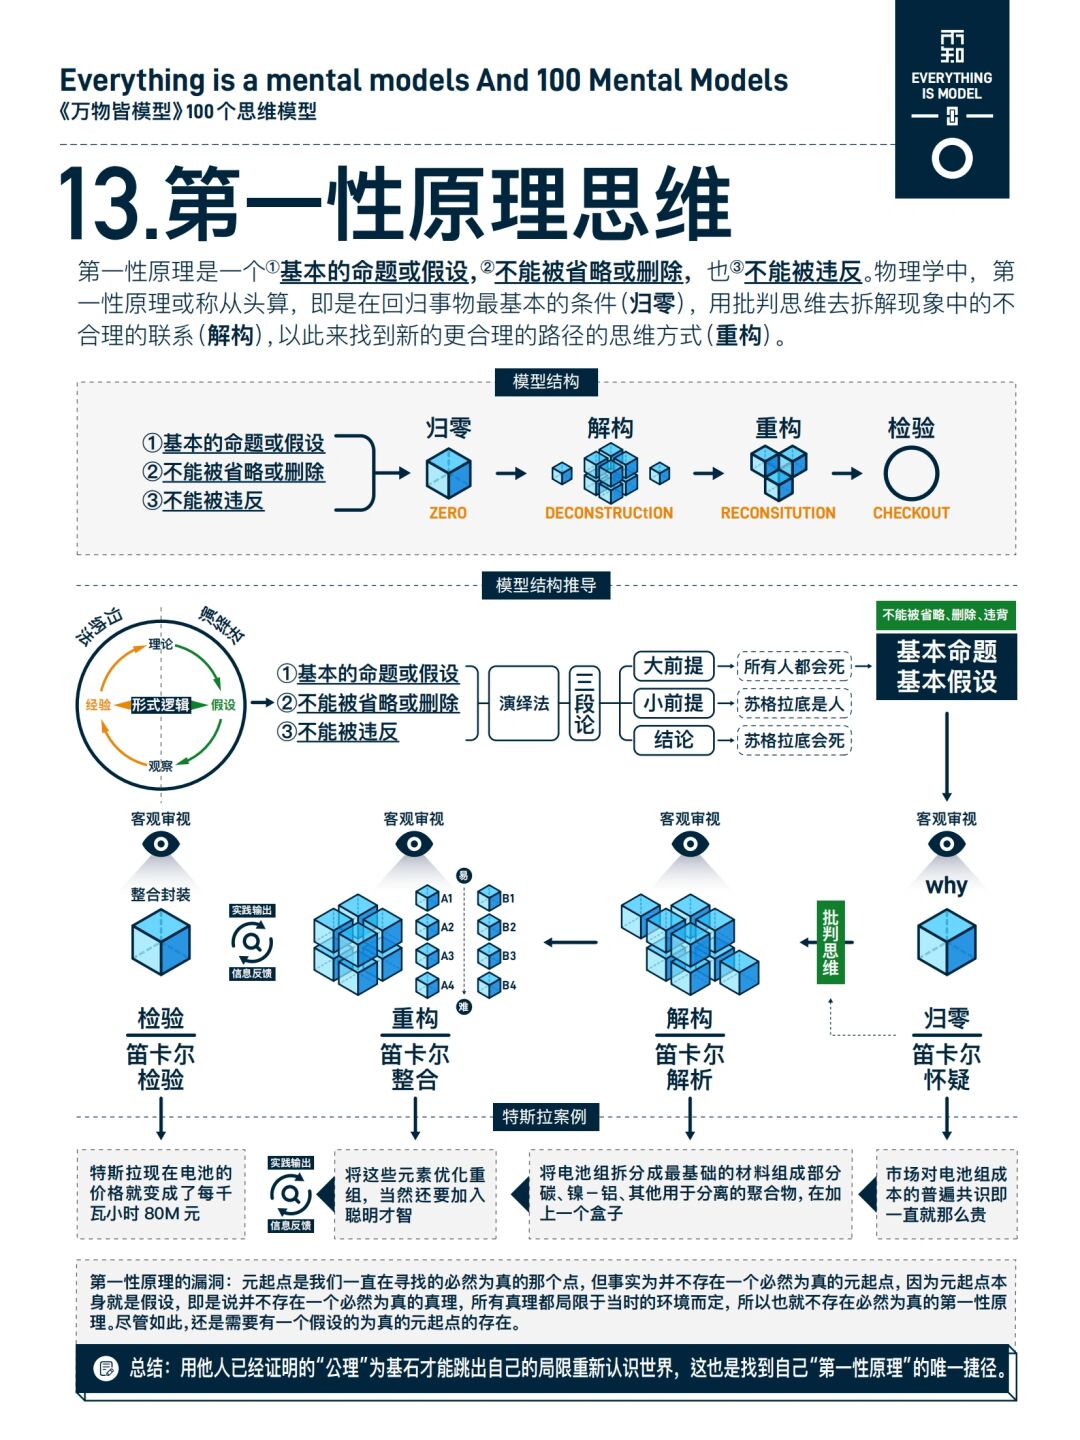 Everything is a mental models And 100 Mental Models
《万物皆模型》100个思维模型
雨知
EVERYTHING
IS MODEL
13.第一性原理思维
第一性原理是一个①基本的命题或假设，②不能被省略或删除，也③不能被违反。物理学中，第
一性原理或称从头算，即是在回归事物最基本的条件（归零），用批判思维去拆解现象中的不
合理的联系（解构），以此来找到新的更合理的路径的思维方式（重构）。
模型结构
①基本的命题或假设
②不能被省略或删除
③不能被违反
归零
ZERO
解构
DECONSTRUCtION
重构
RECONSITUTION
检验
CHECKOUT
模型结构推导
归纳法
演绎法
理论
经验
形式逻辑
假设
观察
①基本的命题或假设
②不能被省略或删除
③不能被违反
演绎法
三段论
大前提
所有人都会死
小前提
苏格拉底是人
结论
苏格拉底会死
不能被省略、删除、违背
基本命题
基本假设
客观审视
整合封装
实践输出
信息反馈
检验
笛卡尔
检验
客观审视
易
A1
B1
A2
B2
A3
B3
A4
B4
难
重构
笛卡尔
整合
客观审视
解构
笛卡尔
解析
批判思维
客观审视
why
归零
笛卡尔
怀疑
特斯拉案例
特斯拉现在电池的
价格就变成了每千
瓦小时 80M 元
实践输出
信息反馈
将这些元素优化重
组，当然还要加入
聪明才智
将电池组拆分成最基础的材料组成部分
碳、镍－铝、其他用于分离的聚合物，在加
上一个盒子
市场对电池组成
本的普遍共识即
一直就那么贵
第一性原理的漏洞：元起点是我们一直在寻找的必然为真的那个点，但事实为并不存在一个必然为真的元起点，因为元起点本
身就是假设，即是说并不存在一个必然为真的真理，所有真理都局限于当时的环境而定，所以也就不存在必然为真的第一性原
理。尽管如此，还是需要有一个假设的为真的元起点的存在。
总结：用他人已经证明的“公理”为基石才能跳出自己的局限重新认识世界，这也是找到自己“第一性原理”的唯一捷径。